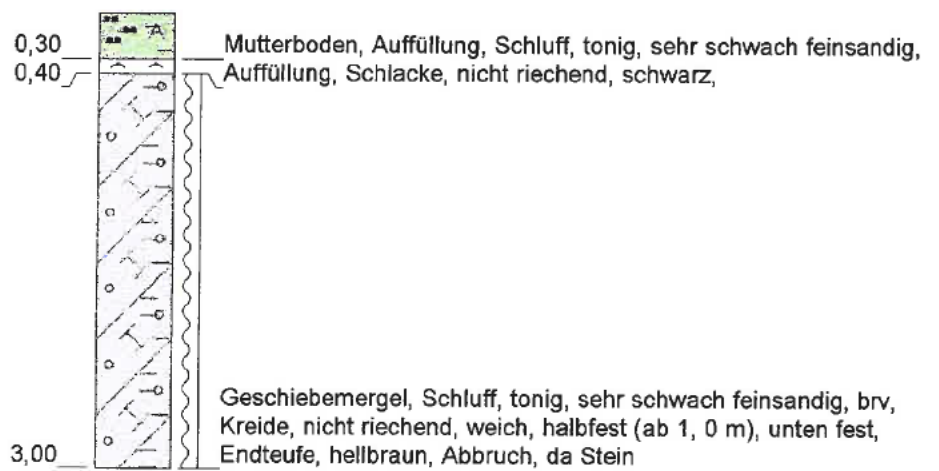 A
0,30
Mutterboden, Auffüllung, Schluff, tonig, sehr schwach feinsandig,
0,40
Auffüllung, Schlacke, nicht riechend, schwarz,
Geschiebemergel, Schluff, tonig, sehr schwach feinsandig, brv,
Kreide, nicht riechend, weich, halbfest (ab 1, 0 m), unten fest,
3,00
Endteufe, hellbraun, Abbruch, da Stein